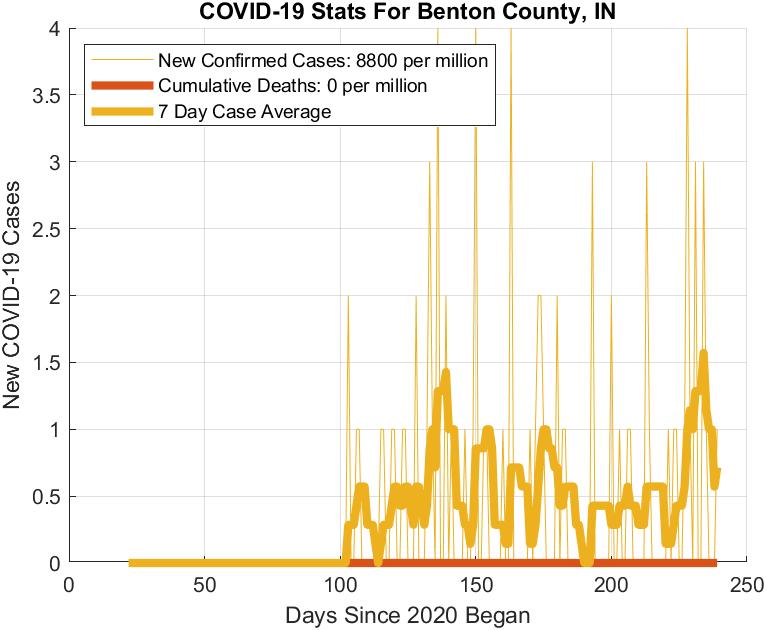 COVID-19 Stats For Benton County, IN
New Confirmed Cases: 8800 per million
Cumulative Deaths: 0 per million
7 Day Case Average
New COVID-19 Cases
4
3.5
3
2.5
2
1.5
1
0.5
0
0 50 100 150 200 250
Days Since 2020 Began